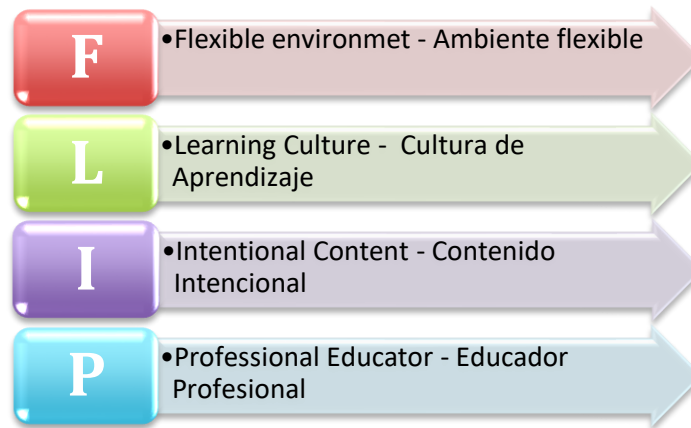 F
•Flexible environmet - Ambiente flexible
L
•Learning Culture - Cultura de
Aprendizaje
I
•Intentional Content - Contenido
Intencional
P
•Professional Educator - Educador
Profesional